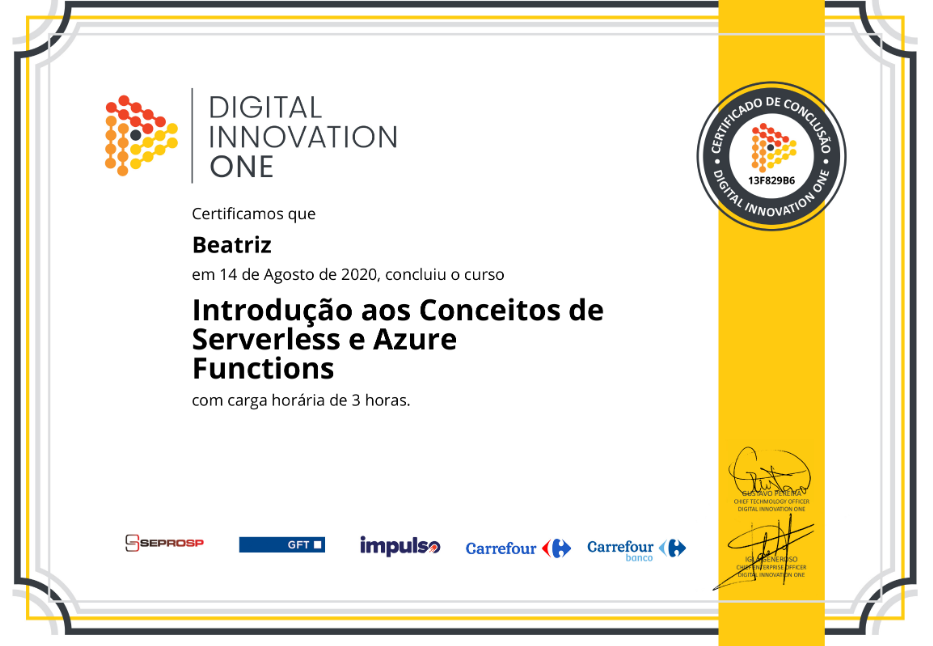 DIGITAL
INNOVATION
ONE
CERTIFICADO DE CONCLUSÃO
13F829B6
DIGITAL INNOVATION ONE
Certificamos que
Beatriz
em 14 de Agosto de 2020, concluiu o curso
Introdução aos Conceitos de
Serverless e Azure
Functions
com carga horária de 3 horas.
GUSTAVO PEREIRA
CHIEF TECHNOLOGY OFFICER
DIGITAL INNOVATION ONE
SEPROSP
GFT
impulso
Carrefour
Carrefour
banco
GENEROSO
CHIEF ENTERPRISE OFFICER
DIGITAL INNOVATION ONE